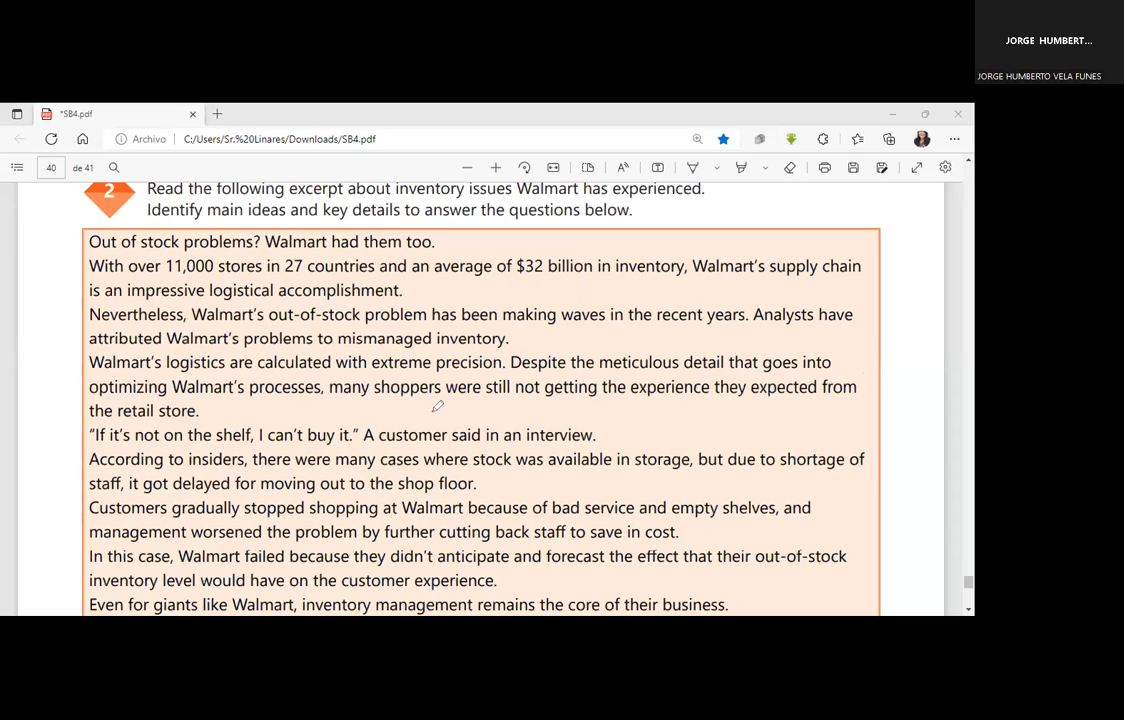 JORGE HUMBERT...
JORGE HUMBERTO VELA FUNES
*SB4.pdf
Archivo
C:/Users/Sr.%20Linares/Downloads/SB4.pdf
40
de 41
2
Read the following excerpt about inventory issues Walmart has experienced.
Identify main ideas and key details to answer the questions below.
Out of stock problems? Walmart had them too.
With over 11,000 stores in 27 countries and an average of $32 billion in inventory, Walmart's supply chain
is an impressive logistical accomplishment.
Nevertheless, Walmart's out-of-stock problem has been making waves in the recent years. Analysts have
attributed Walmart's problems to mismanaged inventory.
Walmart's logistics are calculated with extreme precision. Despite the meticulous detail that goes into
optimizing Walmart's processes, many shoppers were still not getting the experience they expected from
the retail store.
“If it's not on the shelf, I can't buy it.” A customer said in an interview.
According to insiders, there were many cases where stock was available in storage, but due to shortage of
staff, it got delayed for moving out to the shop floor.
Customers gradually stopped shopping at Walmart because of bad service and empty shelves, and
management worsened the problem by further cutting back staff to save in cost.
In this case, Walmart failed because they didn't anticipate and forecast the effect that their out-of-stock
inventory level would have on the customer experience.
Even for giants like Walmart, inventory management remains the core of their business.